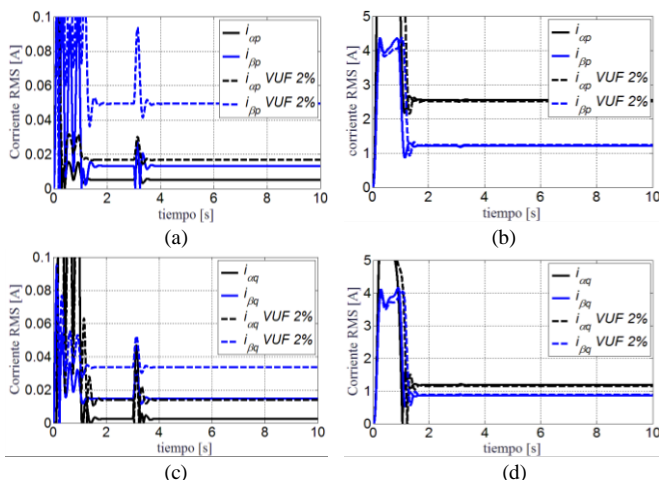 0.1
0.08
0.06
0.04
0.02
0
0 2 4 6 8 10
Corriente RMS [A]
tiempo [s]
iαp
iβp
iαp VUF 2%
iβp VUF 2%
(a)
5
4
3
2
1
0
0 2 4 6 8 10
corriente RMS [A]
tiempo [s]
iαp
iβp
iαp VUF 2%
iβp VUF 2%
(b)
0.1
0.08
0.06
0.04
0.02
0
0 2 4 6 8 10
Corriente RMS [A]
tiempo [s]
iαq
iβq
iαq VUF 2%
iβq VUF 2%
(c)
5
4
3
2
1
0
0 2 4 6 8 10
Corriente RMS [A]
tiempo [s]
iαq
iβq
iαq VUF 2%
iβq VUF 2%
(d)